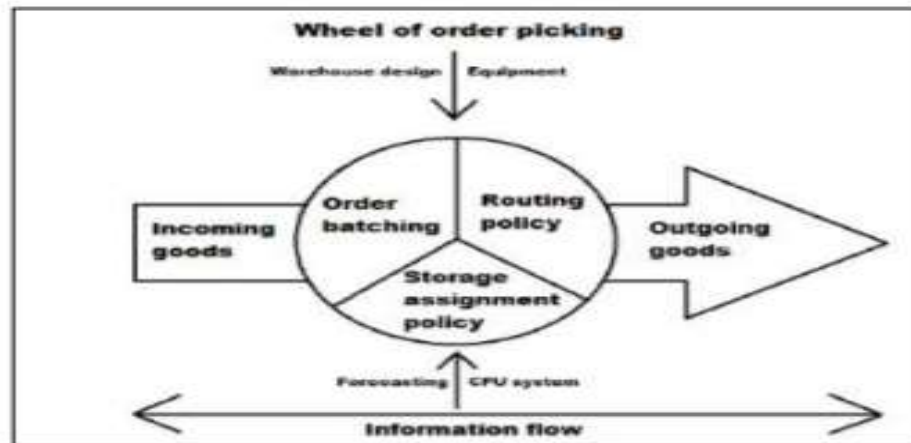 Wheel of order picking
Warehouse design Equipment
Order
batching
Routing
policy
Incoming
goods
Outgoing
goods
Storage
assignment
policy
Forecasting CPU system
Information flow